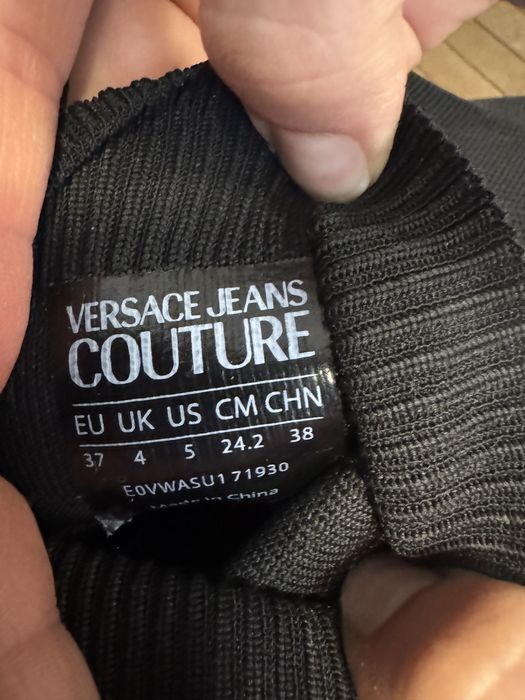 VERSACE JEANS
COUTURE
EU UK US CM CHN
37 4 5 24.2 38
E0VWASU1 71930
Made in China